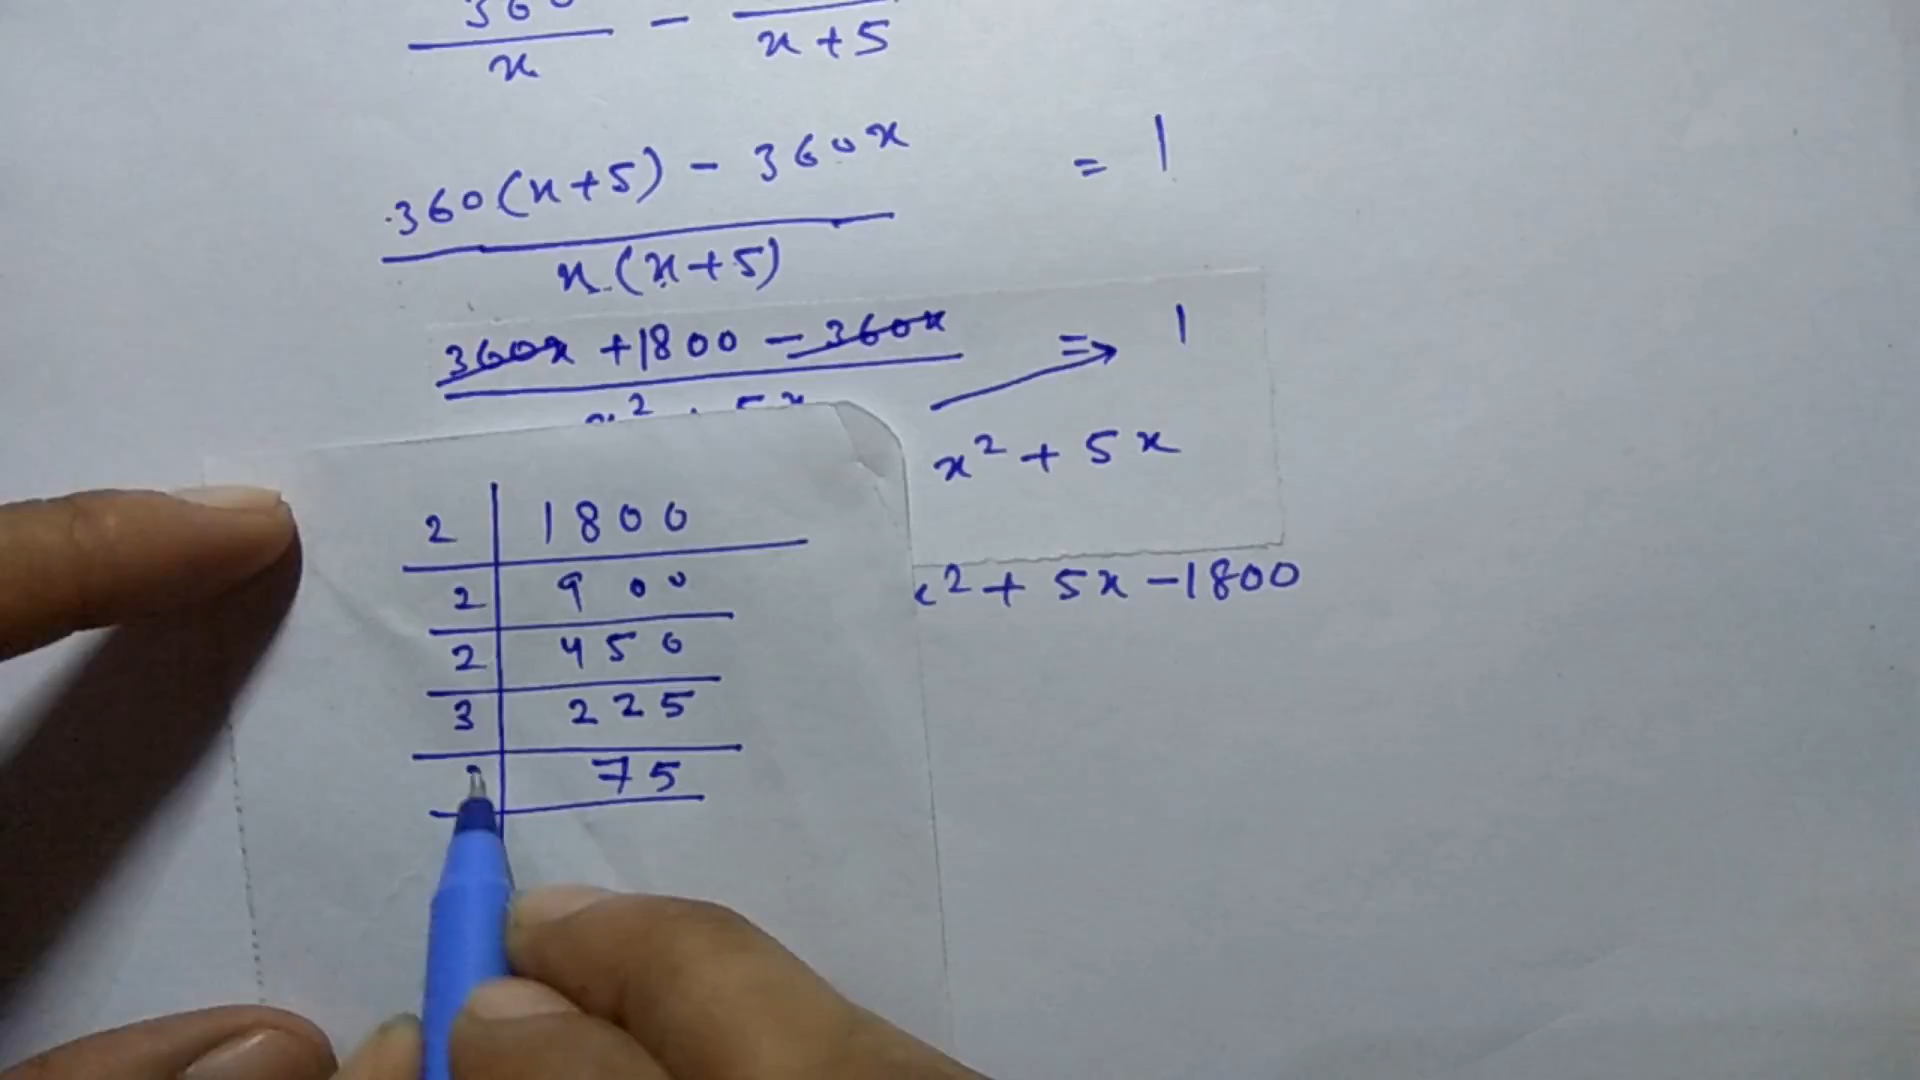 360
x - x+5
360(x+5) - 360x = 1
x(x+5)
360x + 1800 - 360x = 1
x² + 5x
2 | 1800
x² + 5x - 1800
2 | 900
2 | 450
3 | 225
75